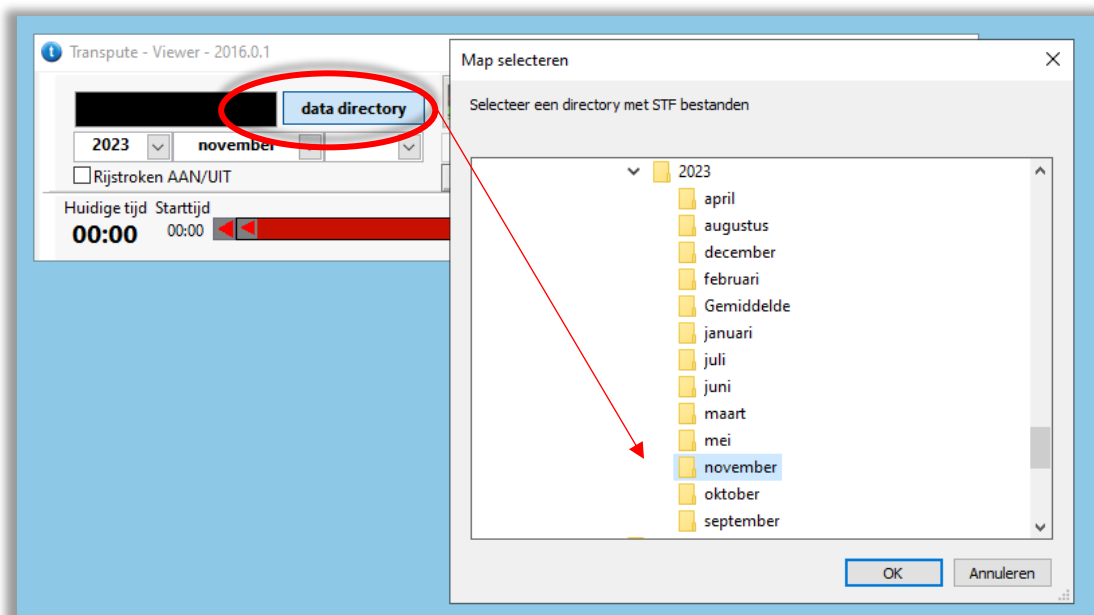 Transpute - Viewer - 2016.0.1
data directory
2023 november
Rijstroken AAN/UIT
Huidige tijd Starttijd
00:00 00:00
Map selecteren
Selecteer een directory met STF bestanden
2023
april
augustus
december
februari
Gemiddelde
januari
juli
juni
maart
mei
november
oktober
september
OK Annuleren